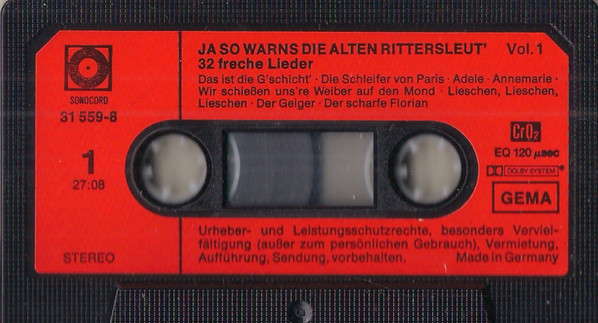 JA SO WARNS DIE ALTEN RITTERSLEUT' Vol. 1
32 freche Lieder
Das ist die G'schicht' · Die Schleifer von Paris · Adele · Annemarie ·
Wir schießen uns're Weiber auf den Mond · Lieschen, Lieschen,
Lieschen · Der Geiger · Der scharfe Florian
SONOCORD
31 559-8
1
27:08
STEREO
CrO2
EQ 120 µsec
DOLBY SYSTEM
GEMA
Urheber- und Leistungsschutzrechte, besonders Verviel-
fältigung (außer zum persönlichen Gebrauch), Vermietung,
Aufführung, Sendung, vorbehalten. Made in Germany